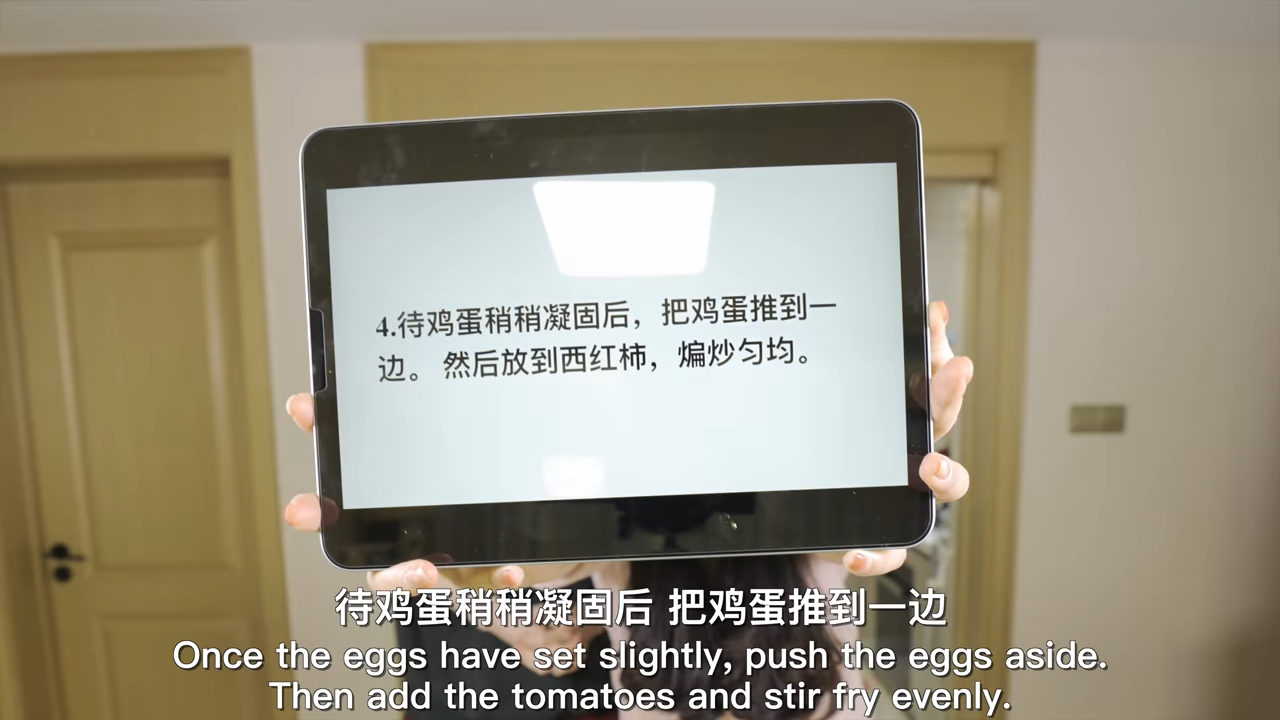 4.待鸡蛋稍稍凝固后，把鸡蛋推到一
边。 然后放到西红柿，煸炒匀均。
待鸡蛋稍稍凝固后 把鸡蛋推到一边
Once the eggs have set slightly, push the eggs aside.
Then add the tomatoes and stir fry evenly.